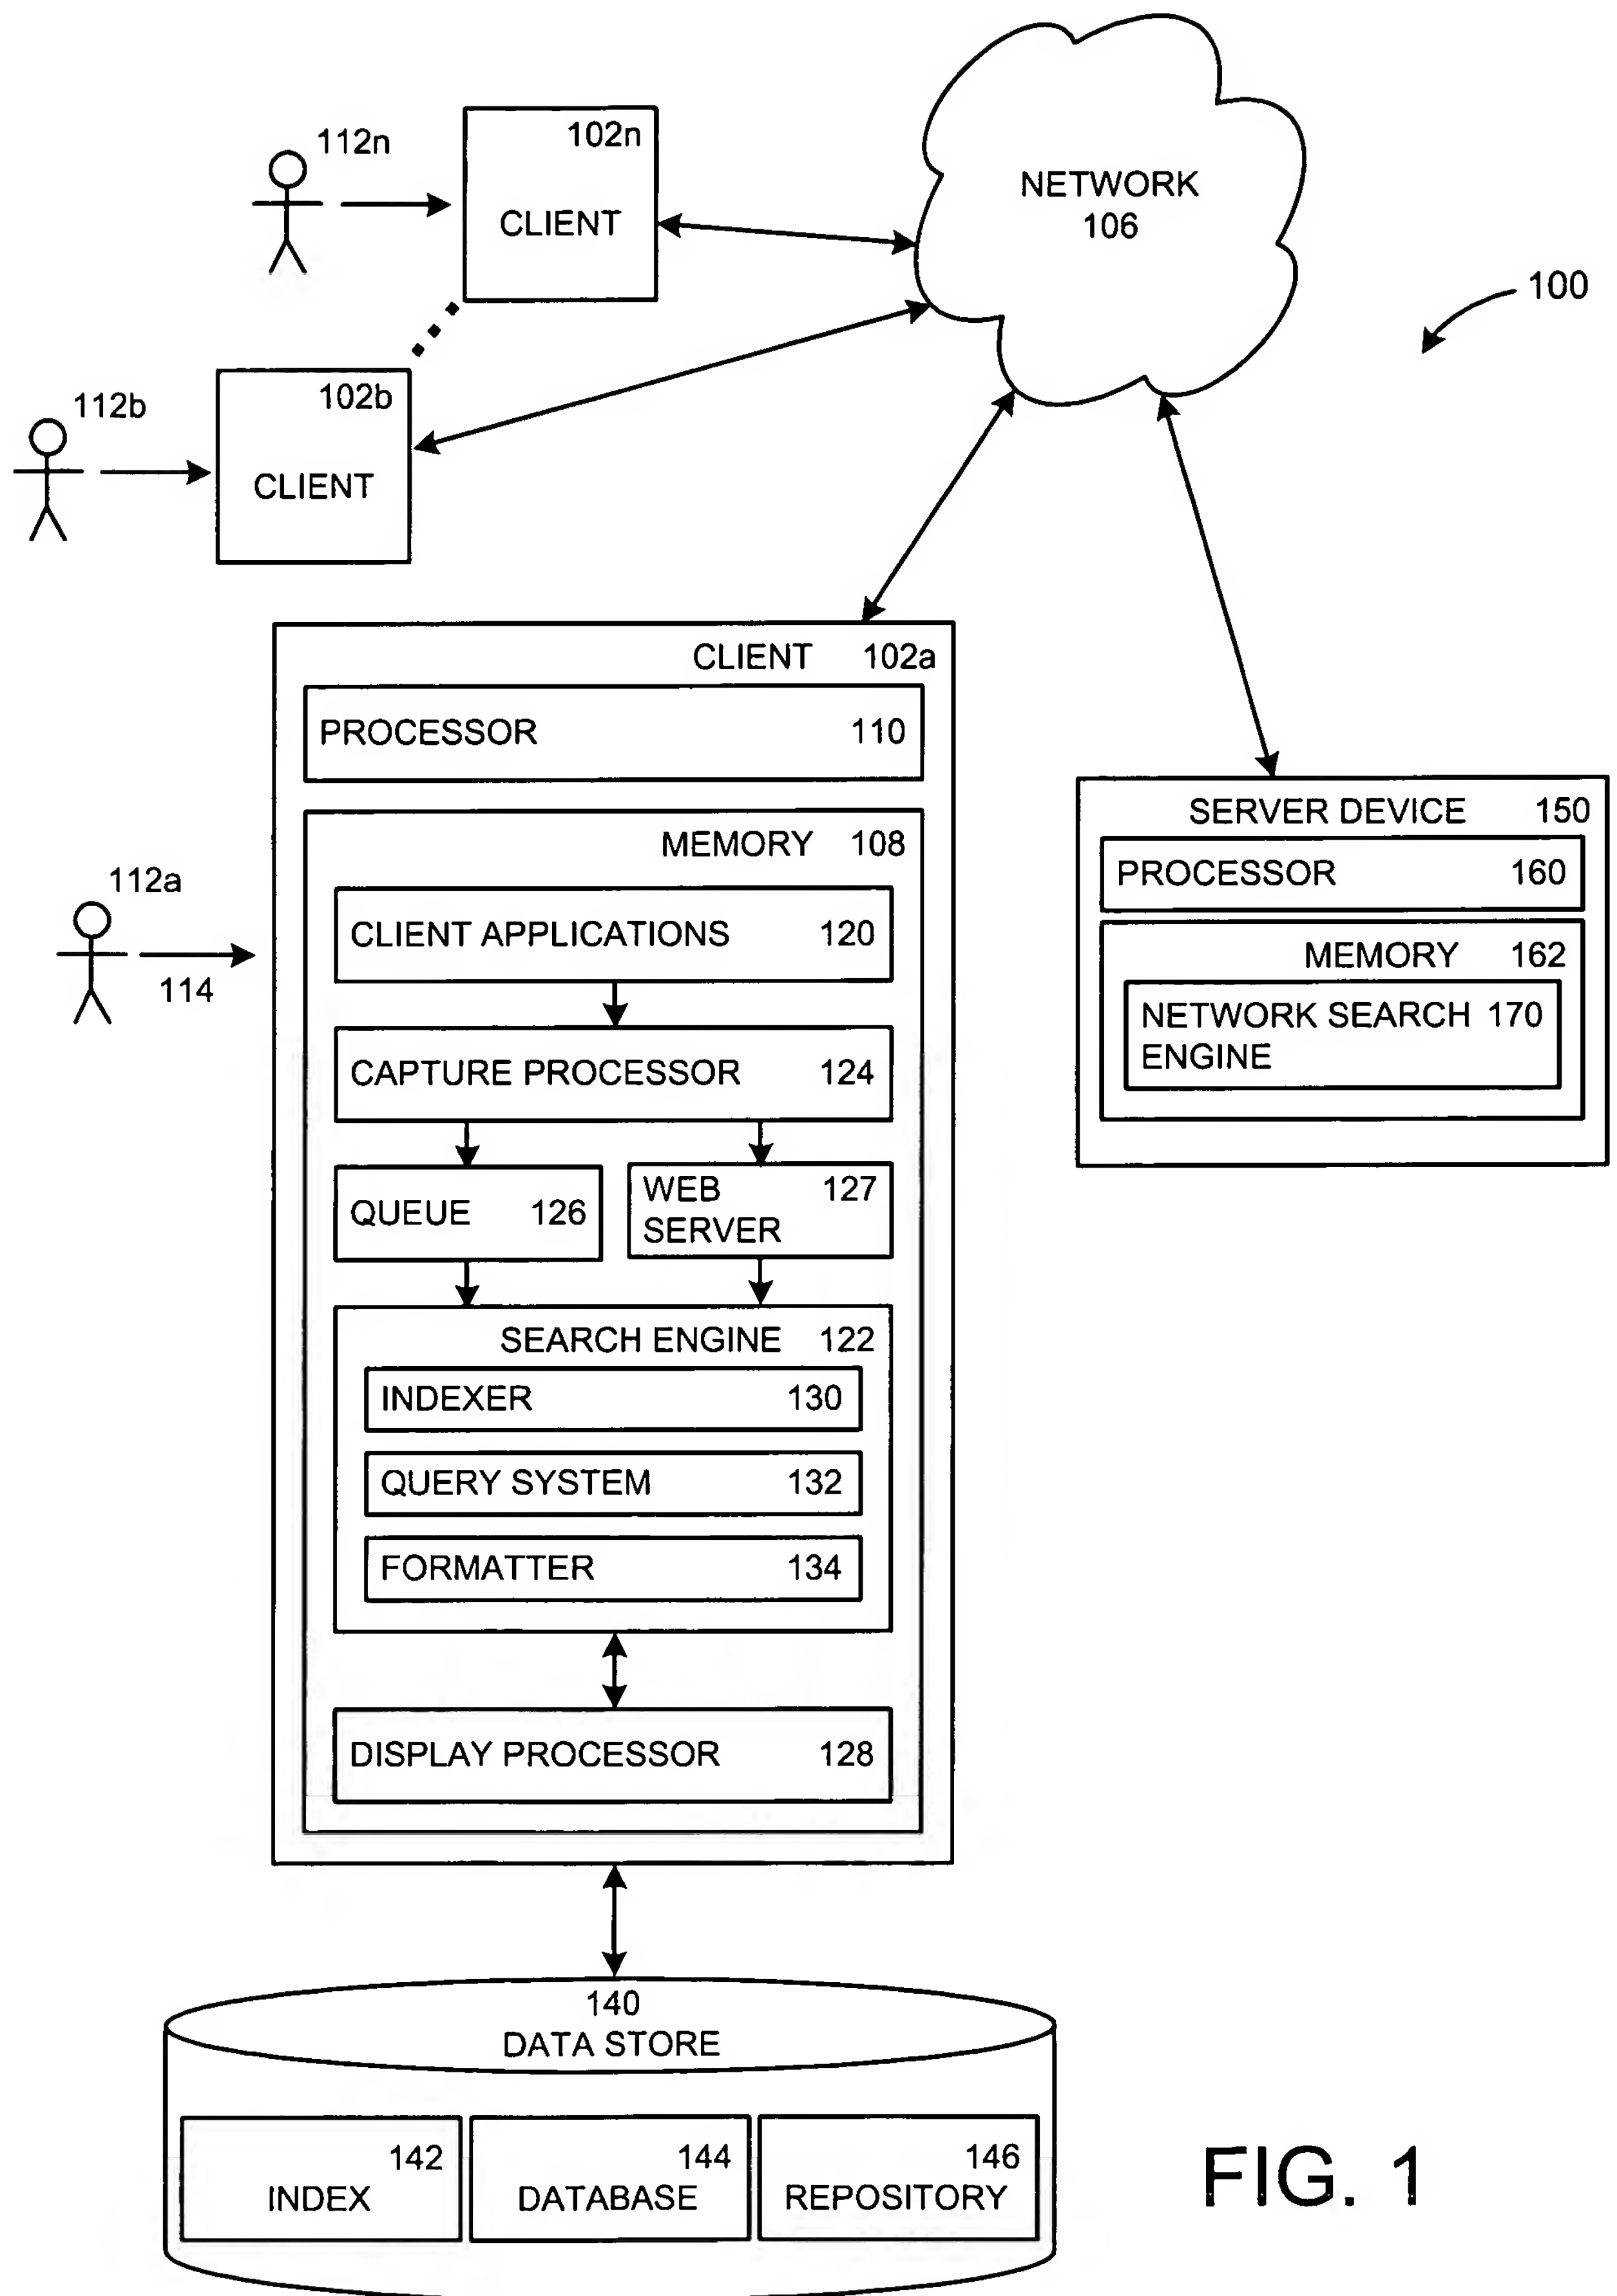 112n
102n
CLIENT
NETWORK
106
100
112b
102b
CLIENT
CLIENT 102a
PROCESSOR 110
MEMORY 108
112a
114
CLIENT APPLICATIONS 120
CAPTURE PROCESSOR 124
QUEUE 126
WEB 127
SERVER
SEARCH ENGINE 122
INDEXER 130
QUERY SYSTEM 132
FORMATTER 134
DISPLAY PROCESSOR 128
SERVER DEVICE 150
PROCESSOR 160
MEMORY 162
NETWORK SEARCH 170
ENGINE
140
DATA STORE
142
INDEX
144
DATABASE
146
REPOSITORY
FIG. 1